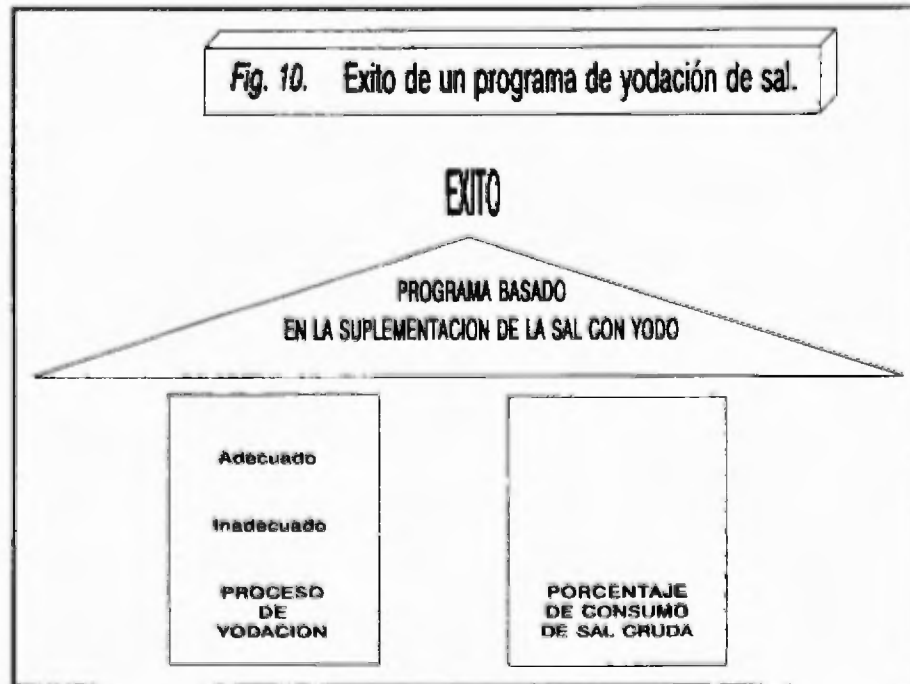 Fig. 10. Exito de un programa de yodación de sal.
EXITO
PROGRAMA BASADO
EN LA SUPLEMENTACION DE LA SAL CON YODO
Adecuado
Inadecuado
PROCESO
DE
YODACION
PORCENTAJE
DE CONSUMO
DE SAL CRUDA